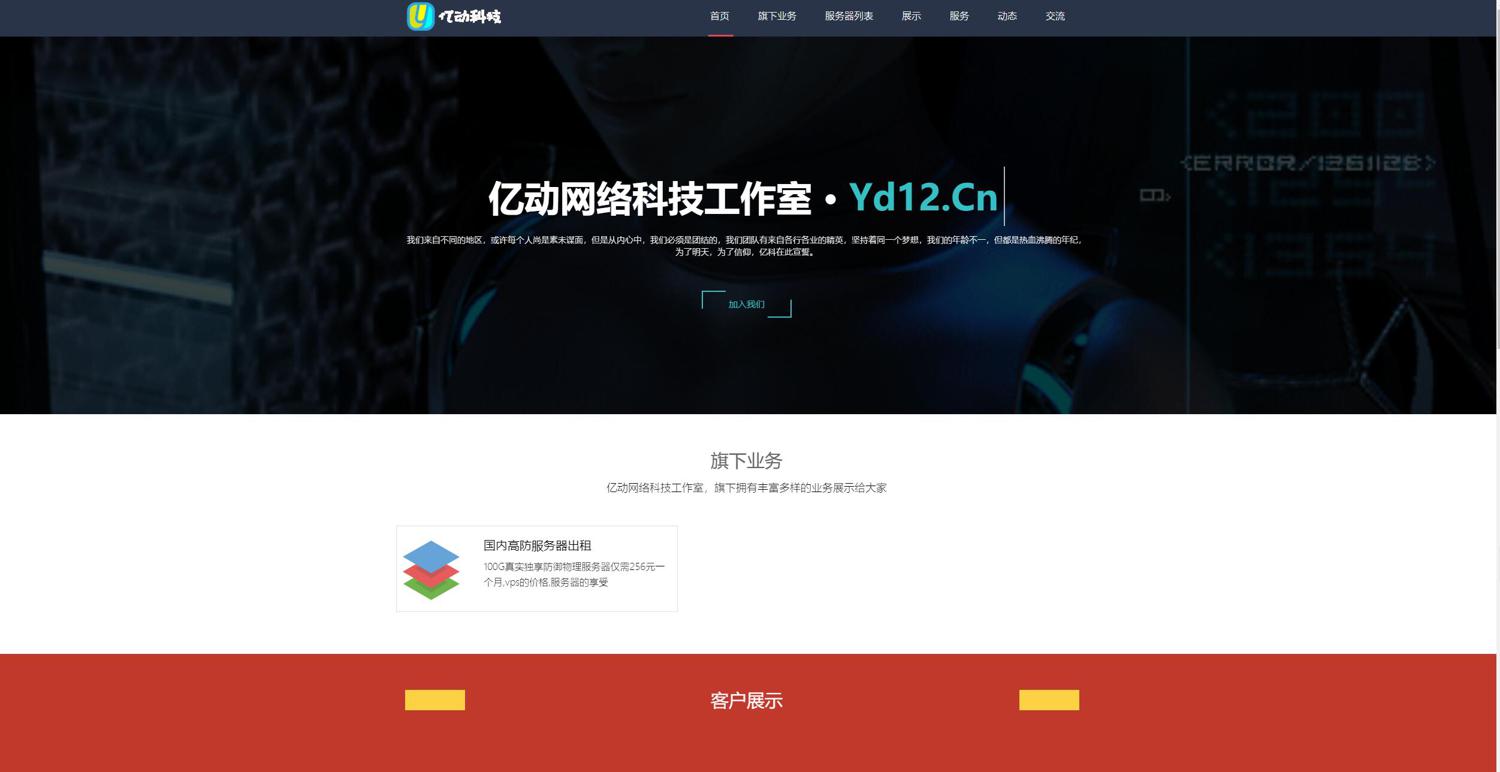 亿动科技
首页 旗下业务 服务器列表 展示 服务 动态 交流
<ERROR/126112B>
亿动网络科技工作室·Yd12.Cn
我们来自不同的地区，或许每个人尚是素未谋面，但是从内心中，我们必须是团结的，我们团队有来自各行各业的精英，坚持着同一个梦想，我们的年龄不一，但都是热血沸腾的年纪，
为了明天，为了信仰，亿科在此宣誓。
加入我们
旗下业务
亿动网络科技工作室，旗下拥有丰富多样的业务展示给大家
国内高防服务器出租
100G真实独享防御物理服务器仅需256元一
个月,vps的价格,服务器的享受
客户展示